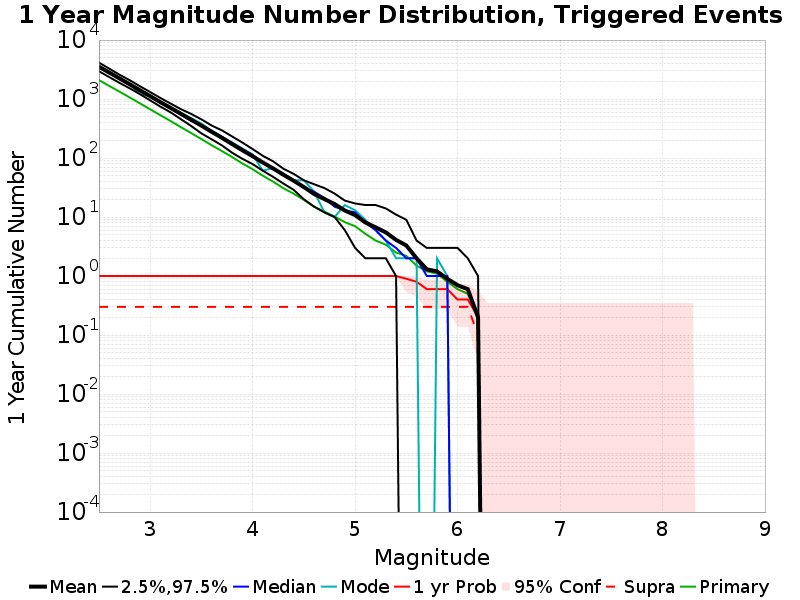 1 Year Magnitude Number Distribution, Triggered Events
1 Year Cumulative Number
10^4
10^3
10^2
10^1
10^0
10^-1
10^-2
10^-3
10^-4
3 4 5 6 7 8 9
Magnitude
Mean 2.5%,97.5% Median Mode 1 yr Prob 95% Conf Supra Primary